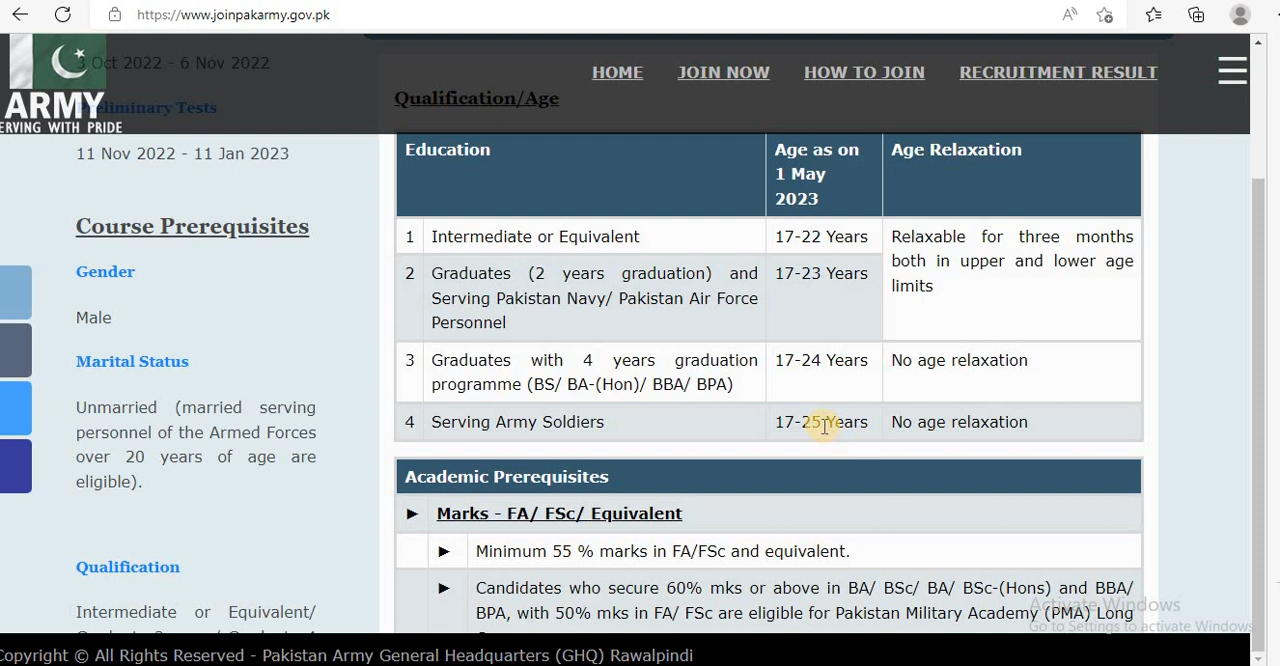 https://www.joinpakarmy.gov.pk
ARMY
SERVING WITH PRIDE
HOME JOIN NOW HOW TO JOIN RECRUITMENT RESULT
3 Oct 2022 - 6 Nov 2022
Preliminary Tests
11 Nov 2022 - 11 Jan 2023
Course Prerequisites
Gender
Male
Marital Status
Unmarried (married serving
personnel of the Armed Forces
over 20 years of age are
eligible).
Qualification
Intermediate or Equivalent/
Qualification/Age
Education Age as on
1 May
2023 Age Relaxation
1 Intermediate or Equivalent 17-22 Years Relaxable for three months
both in upper and lower age
limits
2 Graduates (2 years graduation) and
Serving Pakistan Navy/ Pakistan Air Force
Personnel 17-23 Years
3 Graduates with 4 years graduation
programme (BS/ BA-(Hon)/ BBA/ BPA) 17-24 Years No age relaxation
4 Serving Army Soldiers 17-25 Years No age relaxation
Academic Prerequisites
► Marks - FA/ FSc/ Equivalent
► Minimum 55 % marks in FA/FSc and equivalent.
► Candidates who secure 60% mks or above in BA/ BSc/ BA/ BSc-(Hons) and BBA/
BPA, with 50% mks in FA/ FSc are eligible for Pakistan Military Academy (PMA) Long
Activate Windows
Go to Settings to activate Windows
Copyright © All Rights Reserved - Pakistan Army General Headquarters (GHQ) Rawalpindi